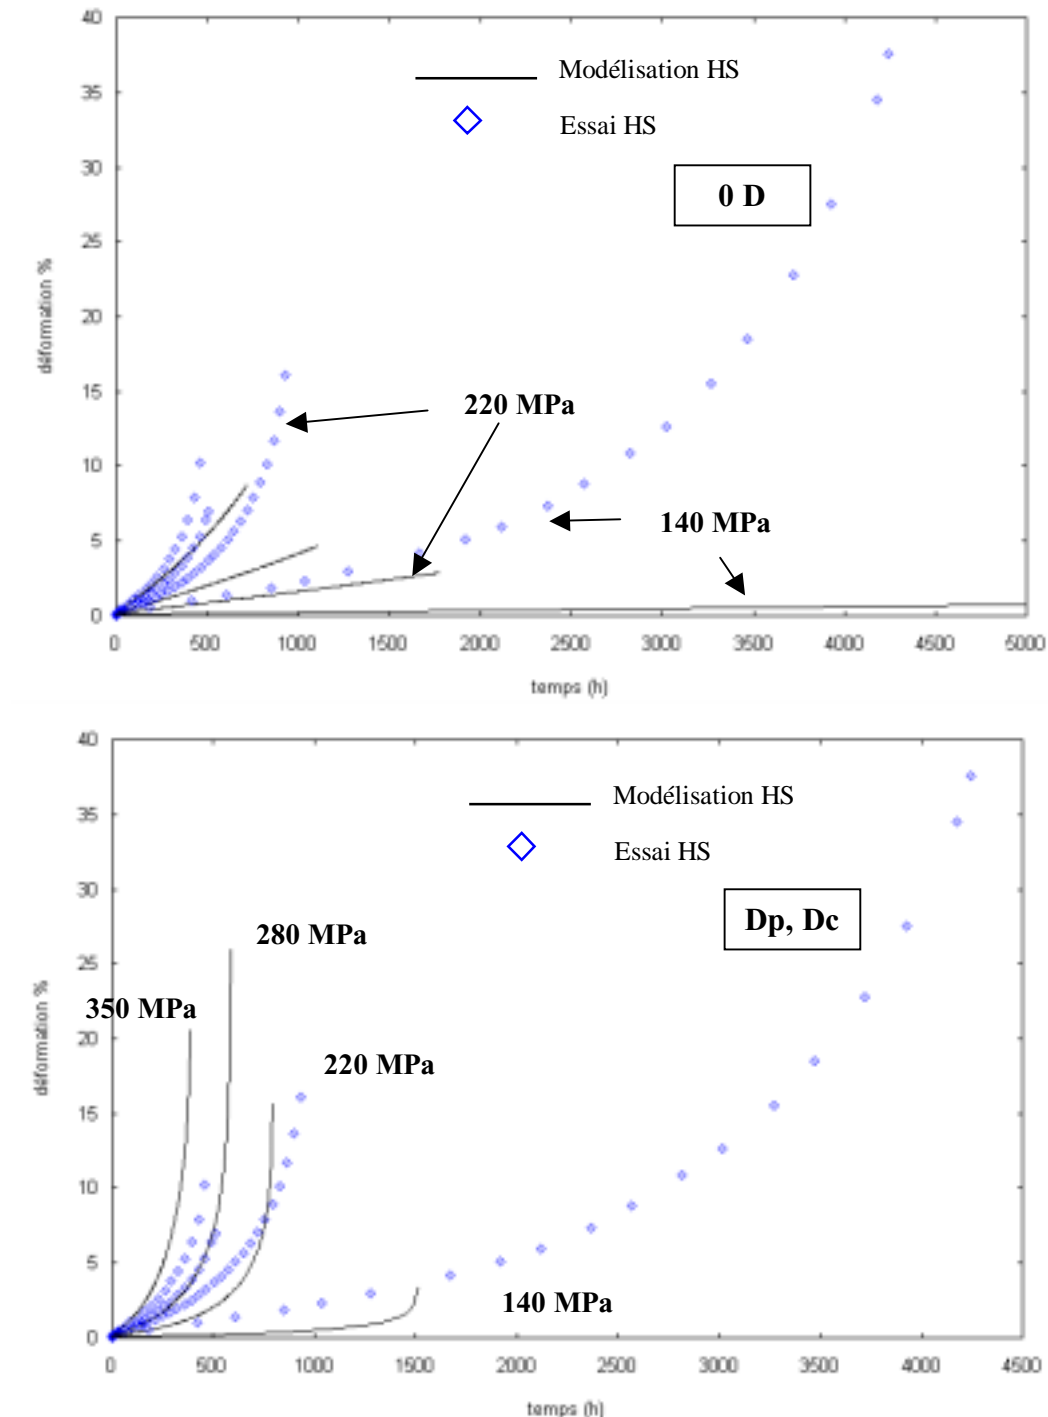 40
Modélisation HS
35
Essai HS
30
0 D
25
déformation %
20
15
220 MPa
10
140 MPa
5
0
0 500 1000 1500 2000 2500 3000 3500 4000 4500 5000
temps (h)
40
Modélisation HS
35
Essai HS
30
Dp, Dc
280 MPa
25
déformation %
350 MPa
20
220 MPa
15
10
5
140 MPa
0
0 500 1000 1500 2000 2500 3000 3500 4000 4500
temps (h)